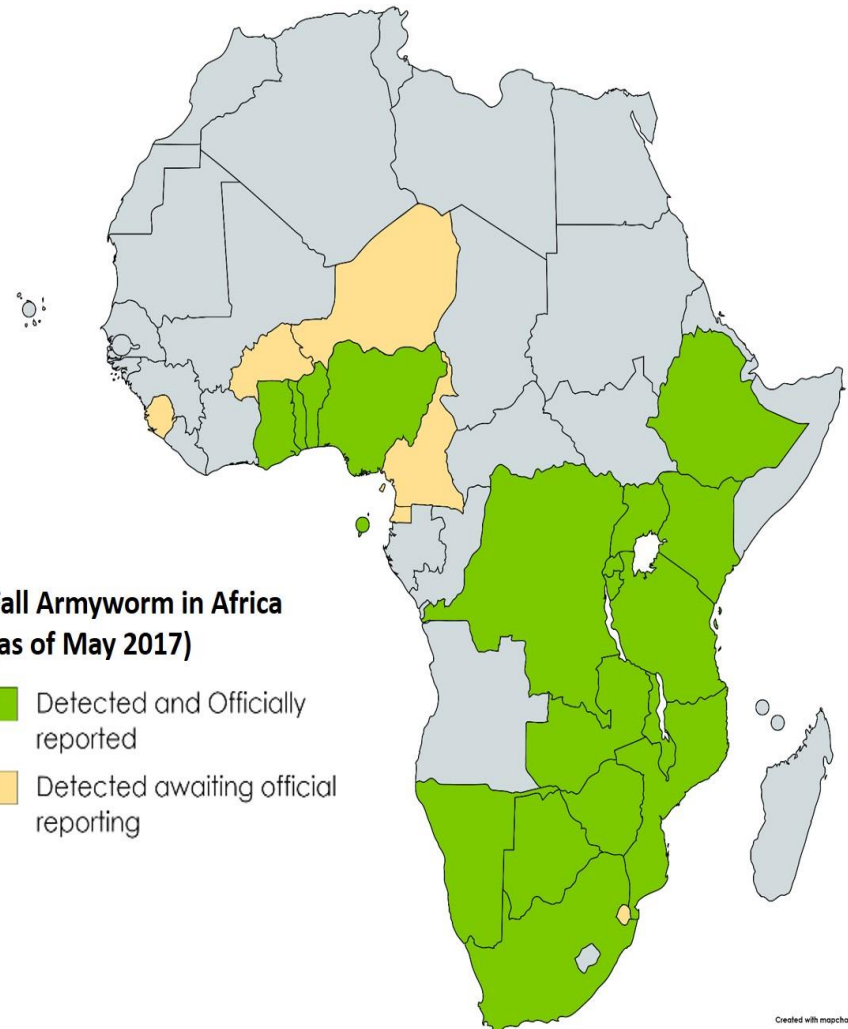 all Armyworm in Africa
as of May 2017)
Detected and Officially
reported
Detected awaiting official
reporting
Created with mapcha